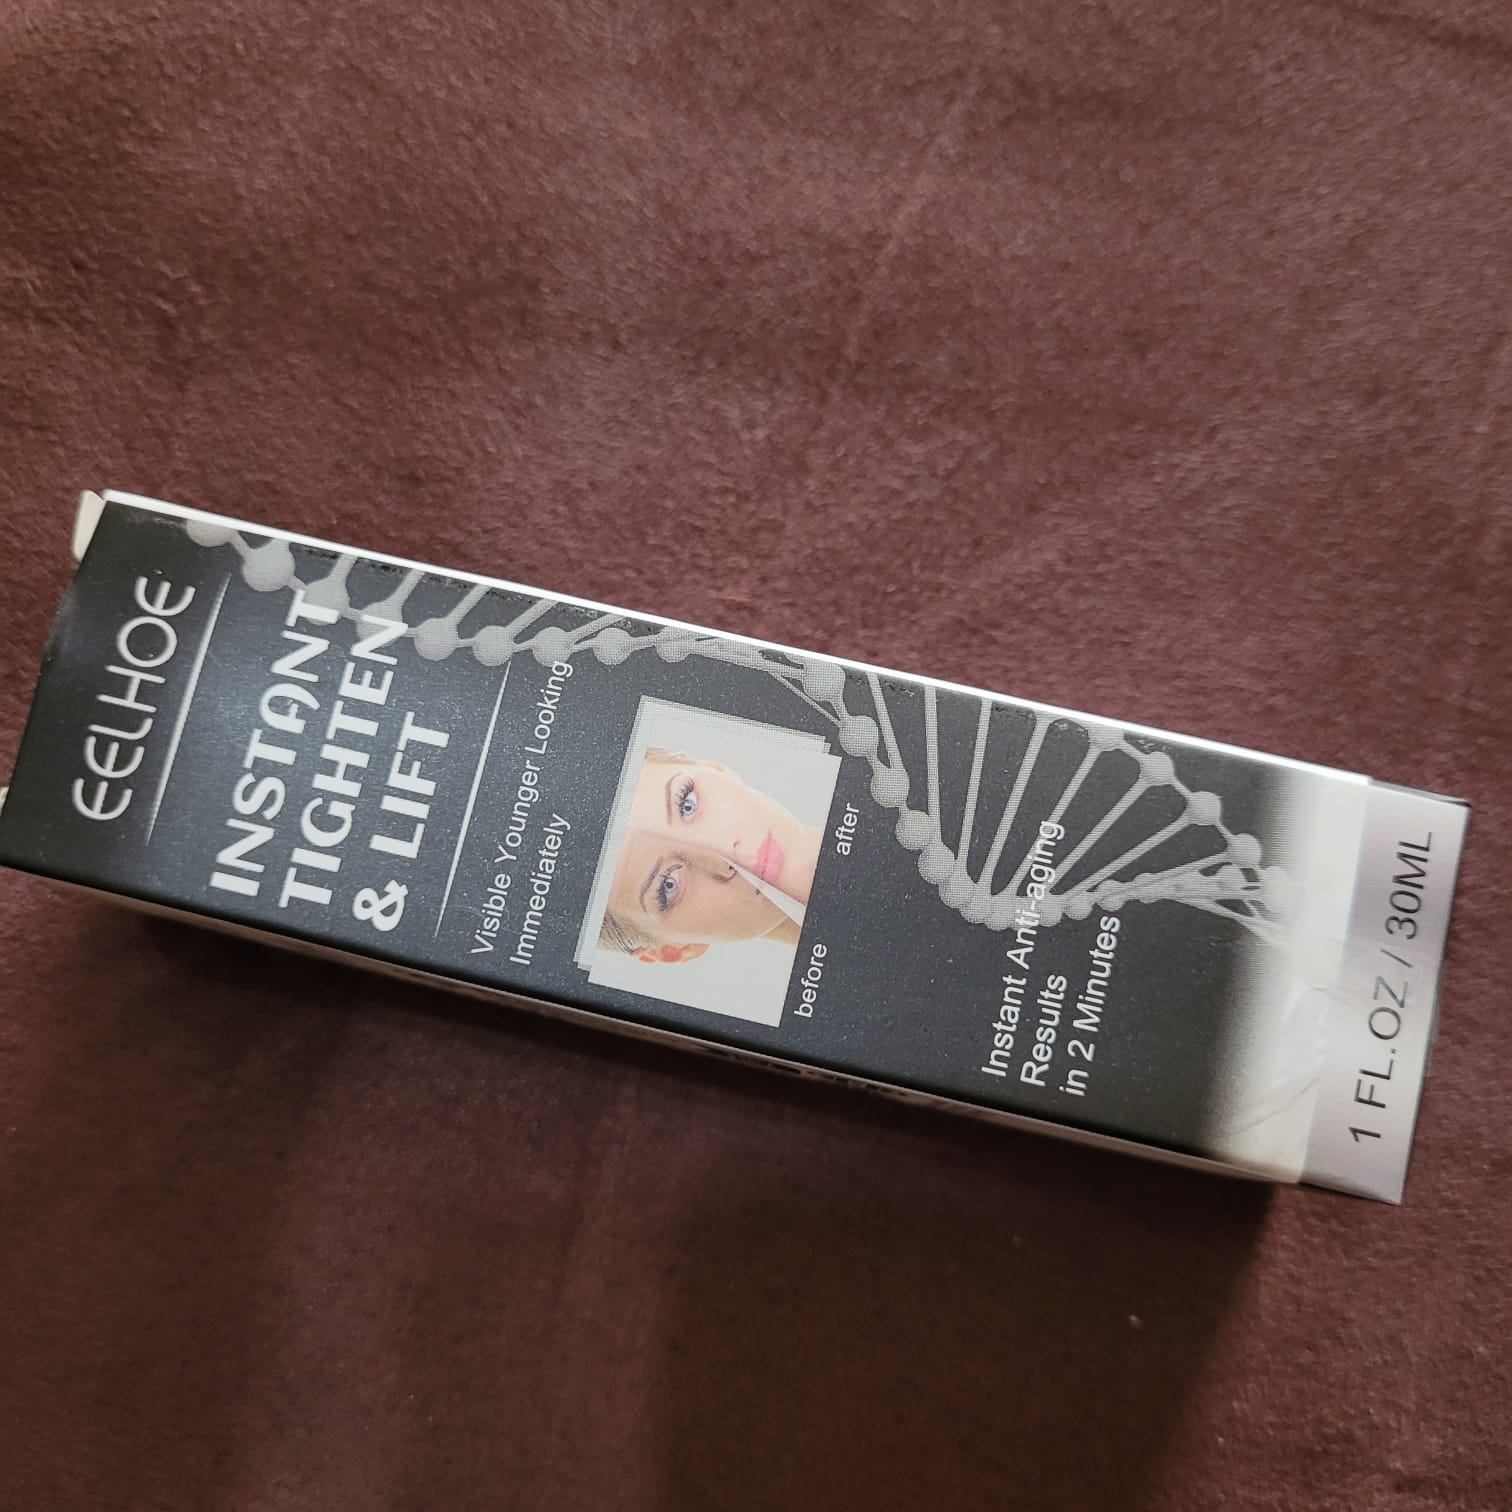 EELHOE
INSTANT
TIGHTEN
& LIFT
Visible Younger Looking
Immediately
before
after
Instant Anti-aging
Results
in 2 Minutes
1 FL.OZ / 30ML